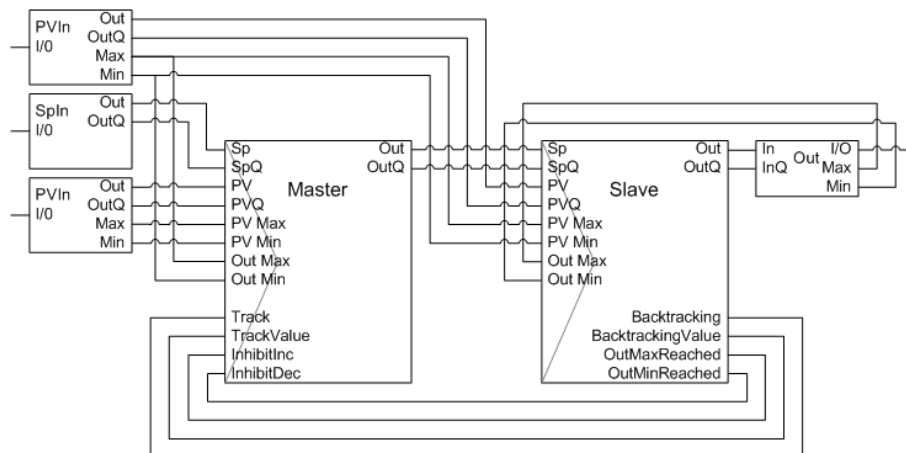 PVIn
I/0
Out
OutQ
Max
Min
SpIn
I/0
Out
OutQ
PVIn
I/0
Out
OutQ
Max
Min
Master
Sp
SpQ
PV
PVQ
PV Max
PV Min
Out Max
Out Min
Track
TrackValue
InhibitInc
InhibitDec
Out
OutQ
Slave
Sp
SpQ
PV
PVQ
PV Max
PV Min
Out Max
Out Min
Out
OutQ
Backtracking
BacktrackingValue
OutMaxReached
OutMinReached
In
InQ
Out
I/O
Max
Min